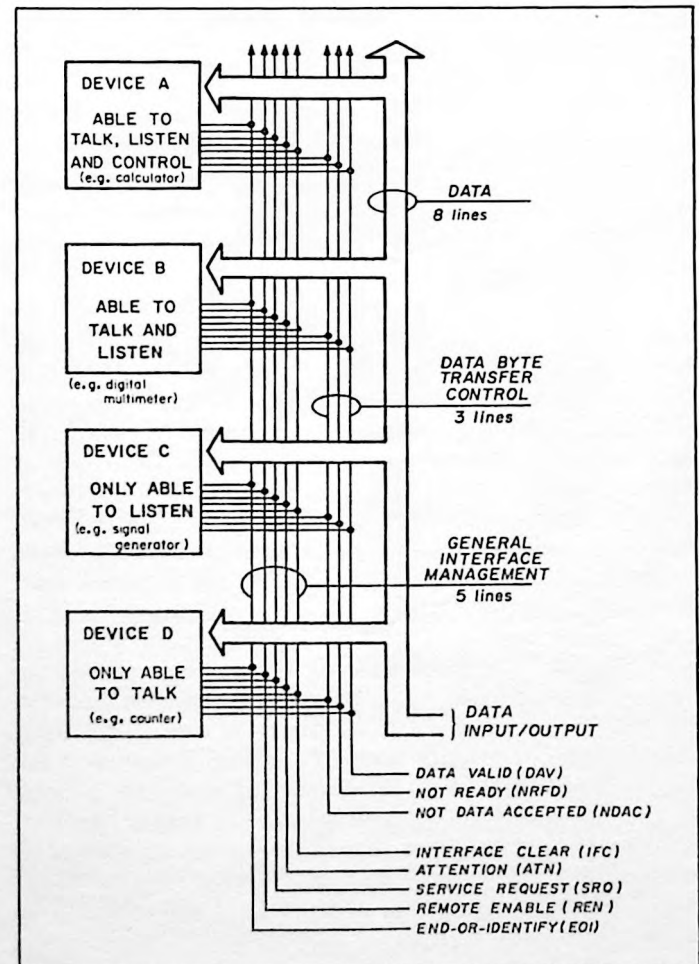 DEVICE A
ABLE TO
TALK, LISTEN
AND CONTROL
(e.g. calculator)
DATA
8 lines
DEVICE B
ABLE TO
TALK AND
LISTEN
(e.g. digital
multimeter)
DATA BYTE
TRANSFER
CONTROL
3 lines
DEVICE C
ONLY ABLE
TO LISTEN
(e.g. signal
generator)
GENERAL
INTERFACE
MANAGEMENT
5 lines
DEVICE D
ONLY ABLE
TO TALK
(e.g. counter)
DATA
INPUT/OUTPUT
DATA VALID (DAV)
NOT READY (NRFD)
NOT DATA ACCEPTED (NDAC)
INTERFACE CLEAR (IFC)
ATTENTION (ATN)
SERVICE REQUEST (SRQ)
REMOTE ENABLE (REN)
END-OR-IDENTIFY (EOI)